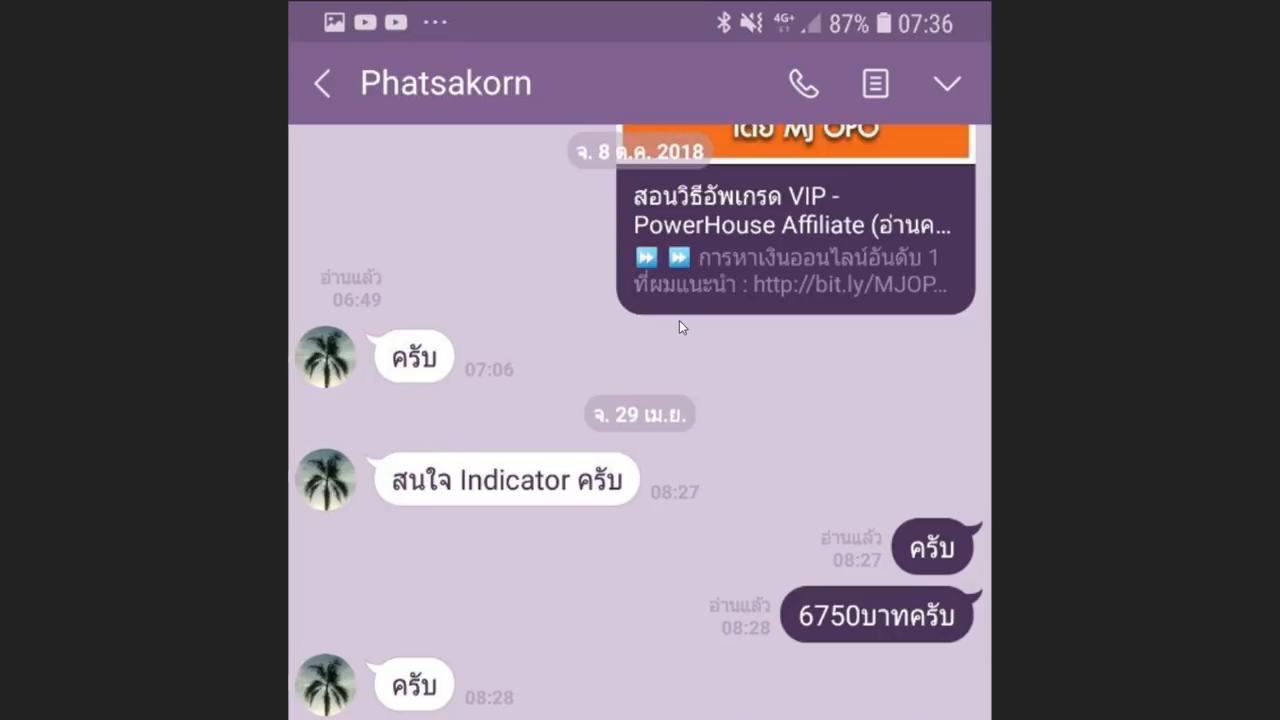 4G+ 87% 07:36
Phatsakorn
โดย MJ OPO
จ. 8 ต.ค. 2018
สอนวิธีอัพเกรด VIP -
PowerHouse Affiliate (อ่านค...
⏩ ⏩ การหาเงินออนไลน์อันดับ 1
ที่ผมแนะนำ : http://bit.ly/MJOP...
อ่านแล้ว
06:49
ครับ
07:06
จ. 29 เม.ย.
สนใจ Indicator ครับ
08:27
ครับ
อ่านแล้ว
08:27
6750บาทครับ
อ่านแล้ว
08:28
ครับ
08:28